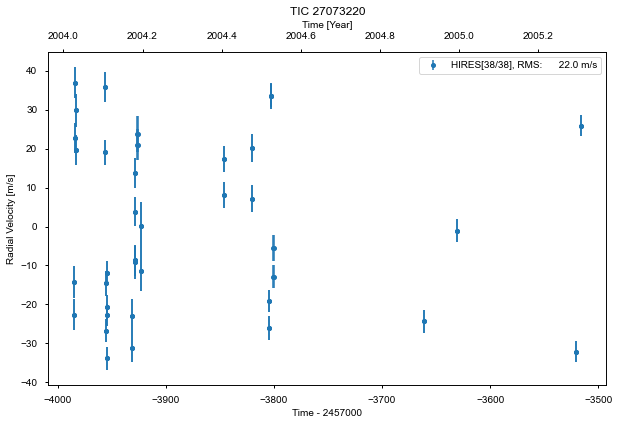 TIC 27073220
Time [Year]
2004.0 2004.2 2004.4 2004.6 2004.8 2005.0 2005.2
HIRES[38/38], RMS: 22.0 m/s
40
30
20
10
0
−10
−20
−30
−40
Radial Velocity [m/s]
−4000 −3900 −3800 −3700 −3600 −3500
Time - 2457000